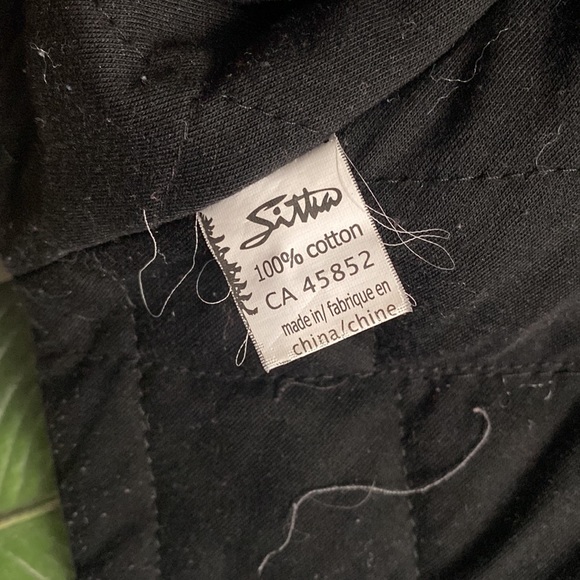 Sitka
100% cotton
CA 45852
made in/ fabrique en
china/chine